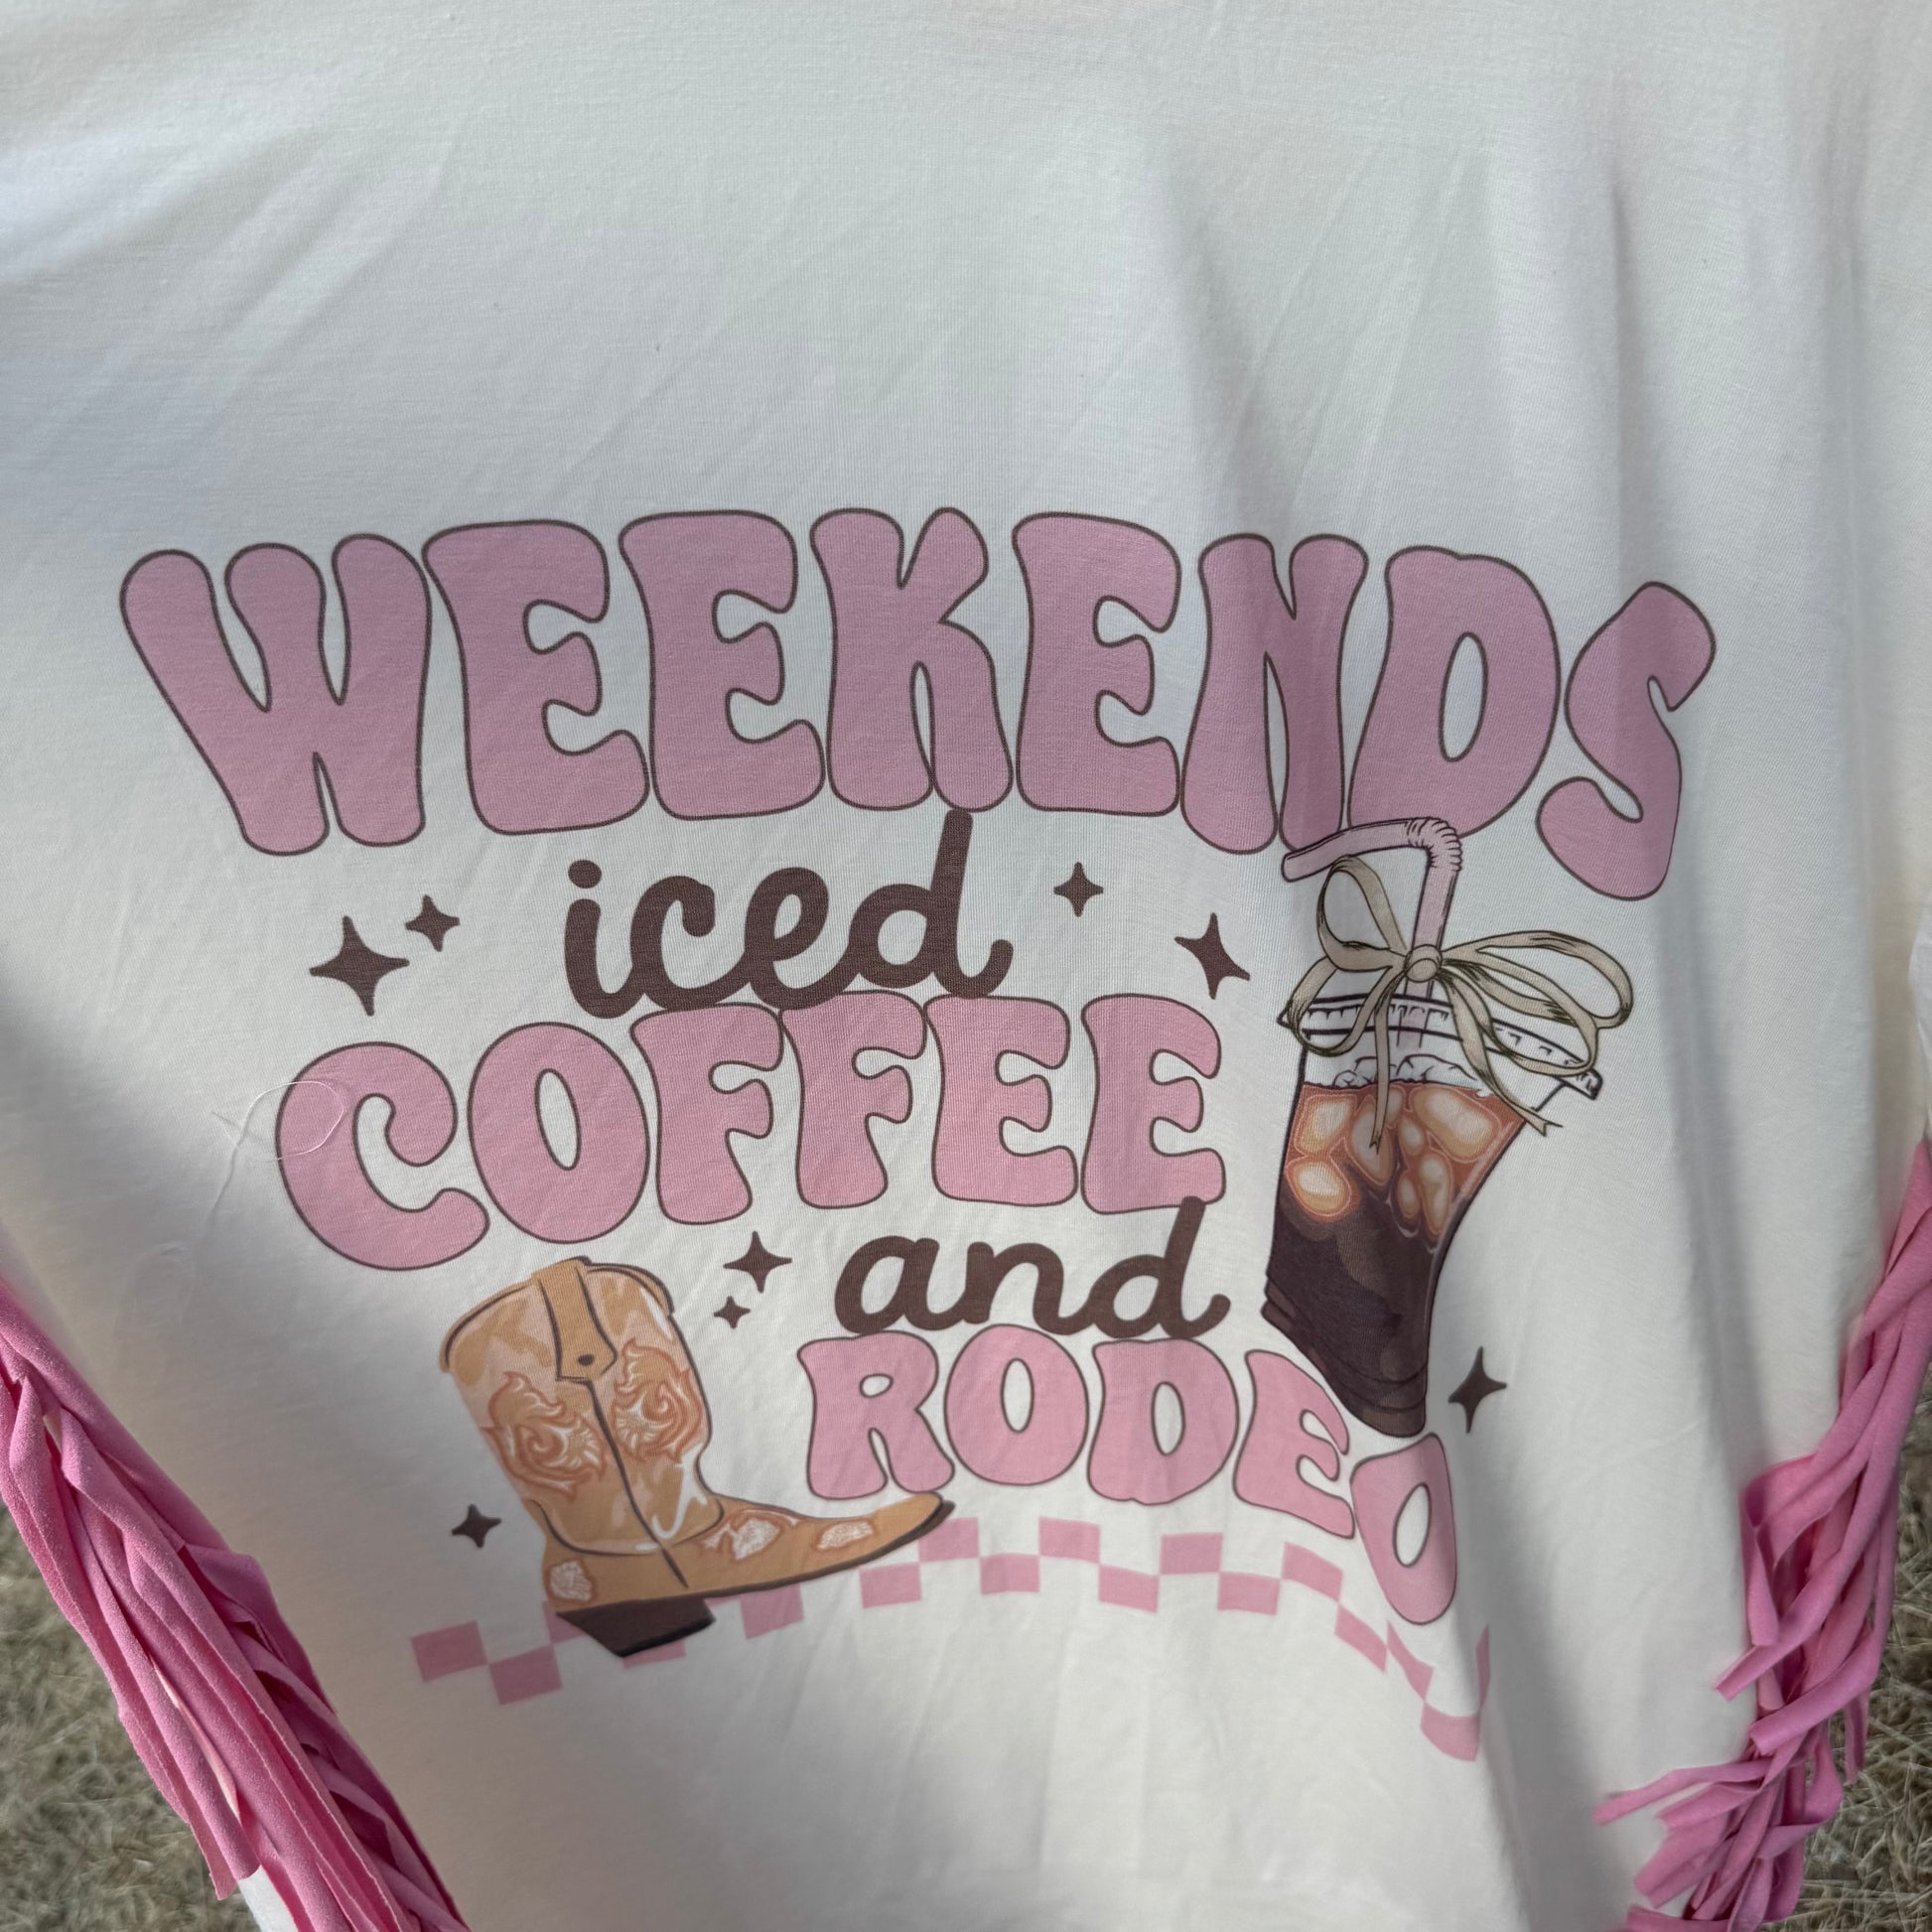 WEEKENDS
iced
COFFEE
and
RODEO